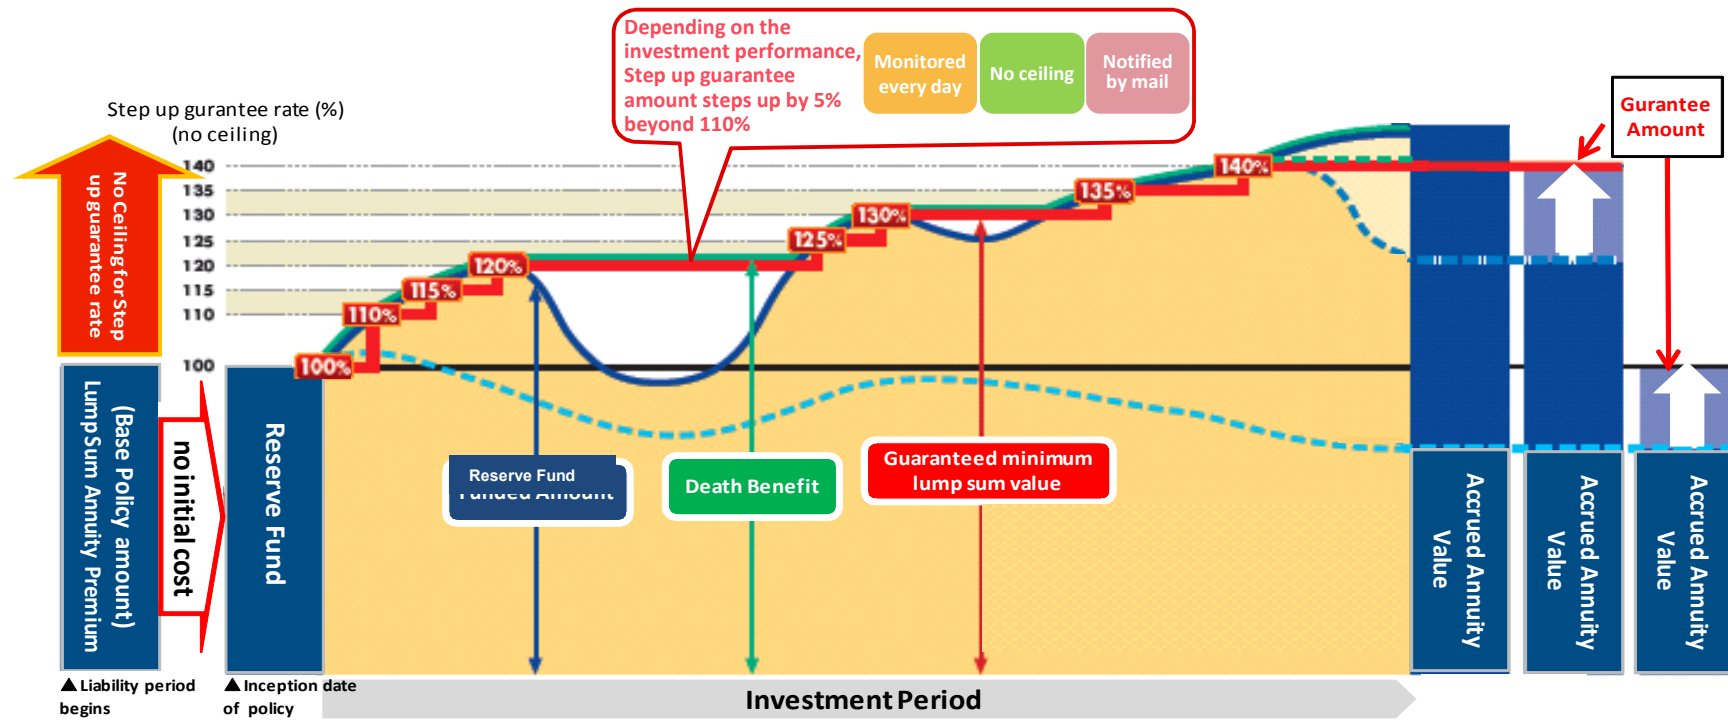 Depending on the
investment performance,
Step up guarantee
amount steps up by 5%
beyond 110%
Monitored
every day
No ceiling
Notified
by mail
Gurantee
Amount
Step up gurantee rate (%)
(no ceiling)
No Ceiling for Step
up guarantee rate
140
135
130
125
120
115
110
100
100%
110%
115%
120%
125%
130%
135%
140%
(Base Policy amount)
Lump Sum Annuity Premium
no initial cost
Reserve Fund
Reserve Fund
Funded Amount
Death Benefit
Guaranteed minimum
lump sum value
Accrued Annuity
Value
Accrued Annuity
Value
Accrued Annuity
Value
▲Liability period
begins
▲Inception date
of policy
Investment Period